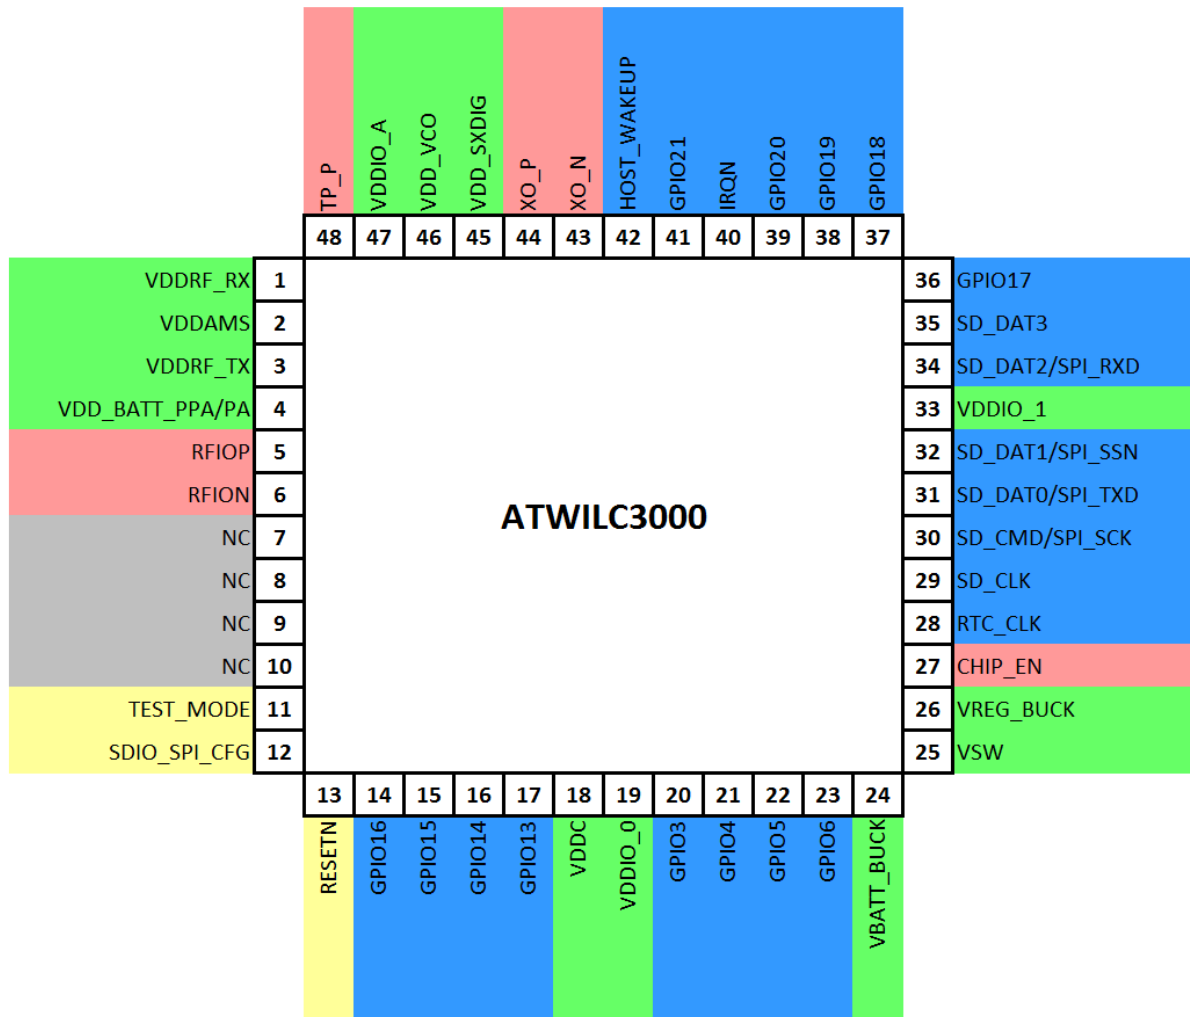 TP_P
VDDIO_A
VDD_VCO
VDD_SXDIG
XO_P
XO_N
HOST_WAKEUP
GPIO21
IRQN
GPIO20
GPIO19
GPIO18
48 47 46 45 44 43 42 41 40 39 38 37
VDDRF_RX 1
VDDAMS 2
VDDRF_TX 3
VDD_BATT_PPA/PA 4
RFIOP 5
RFION 6
NC 7
NC 8
NC 9
NC 10
TEST_MODE 11
SDIO_SPI_CFG 12
ATWILC3000
36 GPIO17
35 SD_DAT3
34 SD_DAT2/SPI_RXD
33 VDDIO_1
32 SD_DAT1/SPI_SSN
31 SD_DAT0/SPI_TXD
30 SD_CMD/SPI_SCK
29 SD_CLK
28 RTC_CLK
27 CHIP_EN
26 VREG_BUCK
25 VSW
13 14 15 16 17 18 19 20 21 22 23 24
RESETN
GPIO16
GPIO15
GPIO14
GPIO13
VDDC
VDDIO_0
GPIO3
GPIO4
GPIO5
GPIO6
VBATT_BUCK